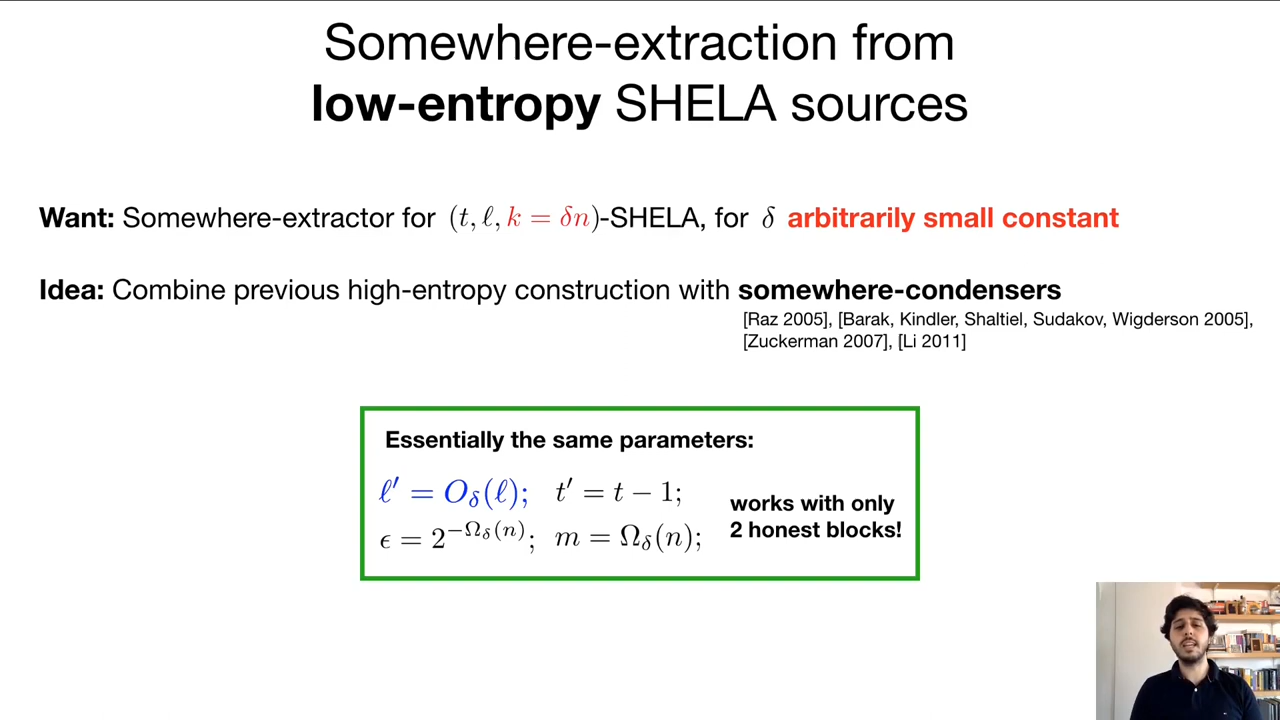 Somewhere-extraction from
low-entropy SHELA sources
Want: Somewhere-extractor for (t, ℓ, k = δn)-SHELA, for δ arbitrarily small constant
Idea: Combine previous high-entropy construction with somewhere-condensers
[Raz 2005], [Barak, Kindler, Shaltiel, Sudakov, Wigderson 2005],
[Zuckerman 2007], [Li 2011]
Essentially the same parameters:
ℓ′ = O_δ(ℓ); t′ = t − 1;
ϵ = 2^{−Ω_δ(n)}; m = Ω_δ(n);
works with only
2 honest blocks!